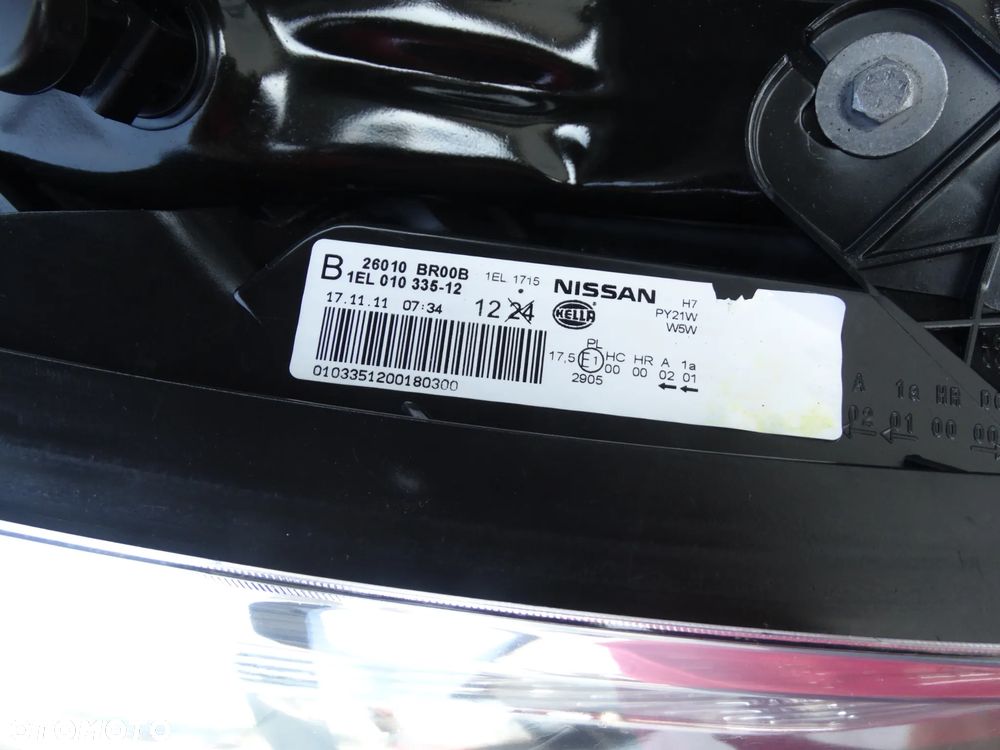 B 26010 BR00B
1EL 010 335-12
1EL 1715
NISSAN
H7
PY21W
W5W
17.11.11 07:34
12 24
HELLA
PL
17,5 E1 HC HR A 1a
00 00 02 01
2905
0103351200180300
A 1a HR
02 01 00 00
OTOMOTO